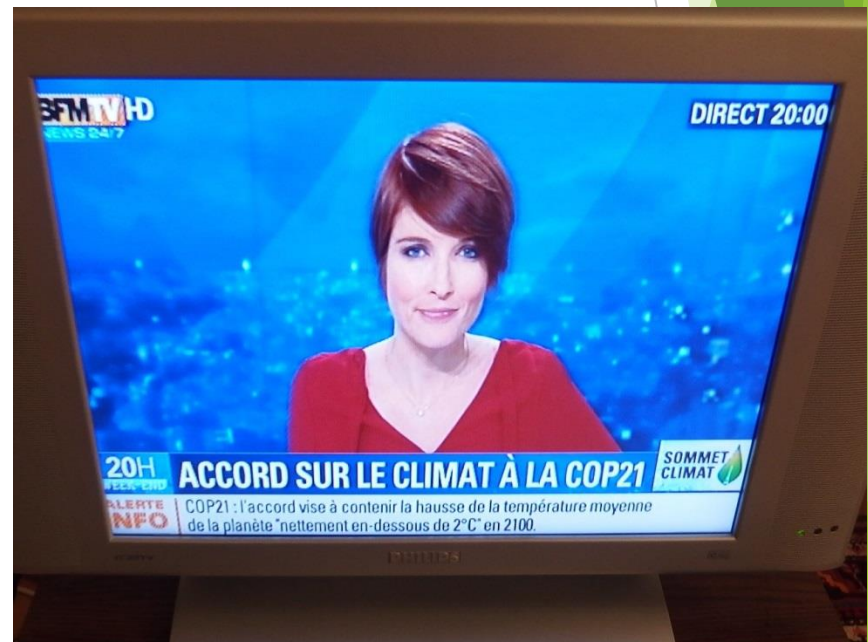 BFMTV HD
NEWS 24/7
DIRECT 20:00
20H
WEEK-END
ACCORD SUR LE CLIMAT À LA COP21
SOMMET
CLIMAT
ALERTE
INFO
COP21 : l'accord vise à contenir la hausse de la température moyenne
de la planète "nettement en-dessous de 2°C" en 2100.
PHILIPS